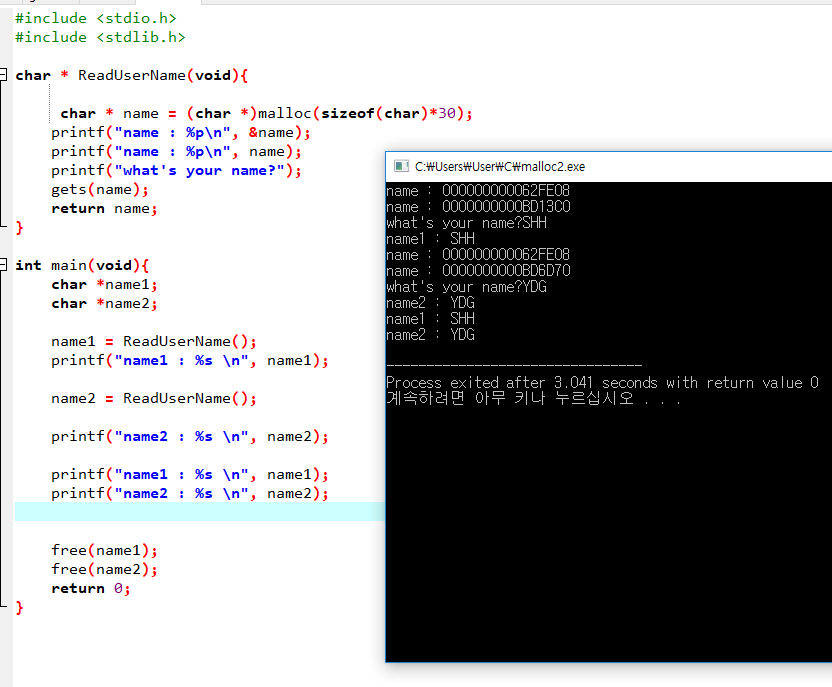 #include <stdio.h>
#include <stdlib.h>
char * ReadUserName(void){
char * name = (char *)malloc(sizeof(char)*30);
printf("name : %p\n", &name);
printf("name : %p\n", name);
printf("what's your name?");
gets(name);
return name;
}
int main(void){
char *name1;
char *name2;
name1 = ReadUserName();
printf("name1 : %s \n", name1);
name2 = ReadUserName();
printf("name2 : %s \n", name2);
printf("name1 : %s \n", name1);
printf("name2 : %s \n", name2);
free(name1);
free(name2);
return 0;
}
C:₩Users₩User₩C₩malloc2.exe
name : 000000000062FE08
name : 0000000000BD13C0
what's your name?SHH
name1 : SHH
name : 000000000062FE08
name : 0000000000BD6D70
what's your name?YDG
name2 : YDG
name1 : SHH
name2 : YDG
--------------------------------
Process exited after 3.041 seconds with return value 0
계속하려면 아무 키나 누르십시오 . . .